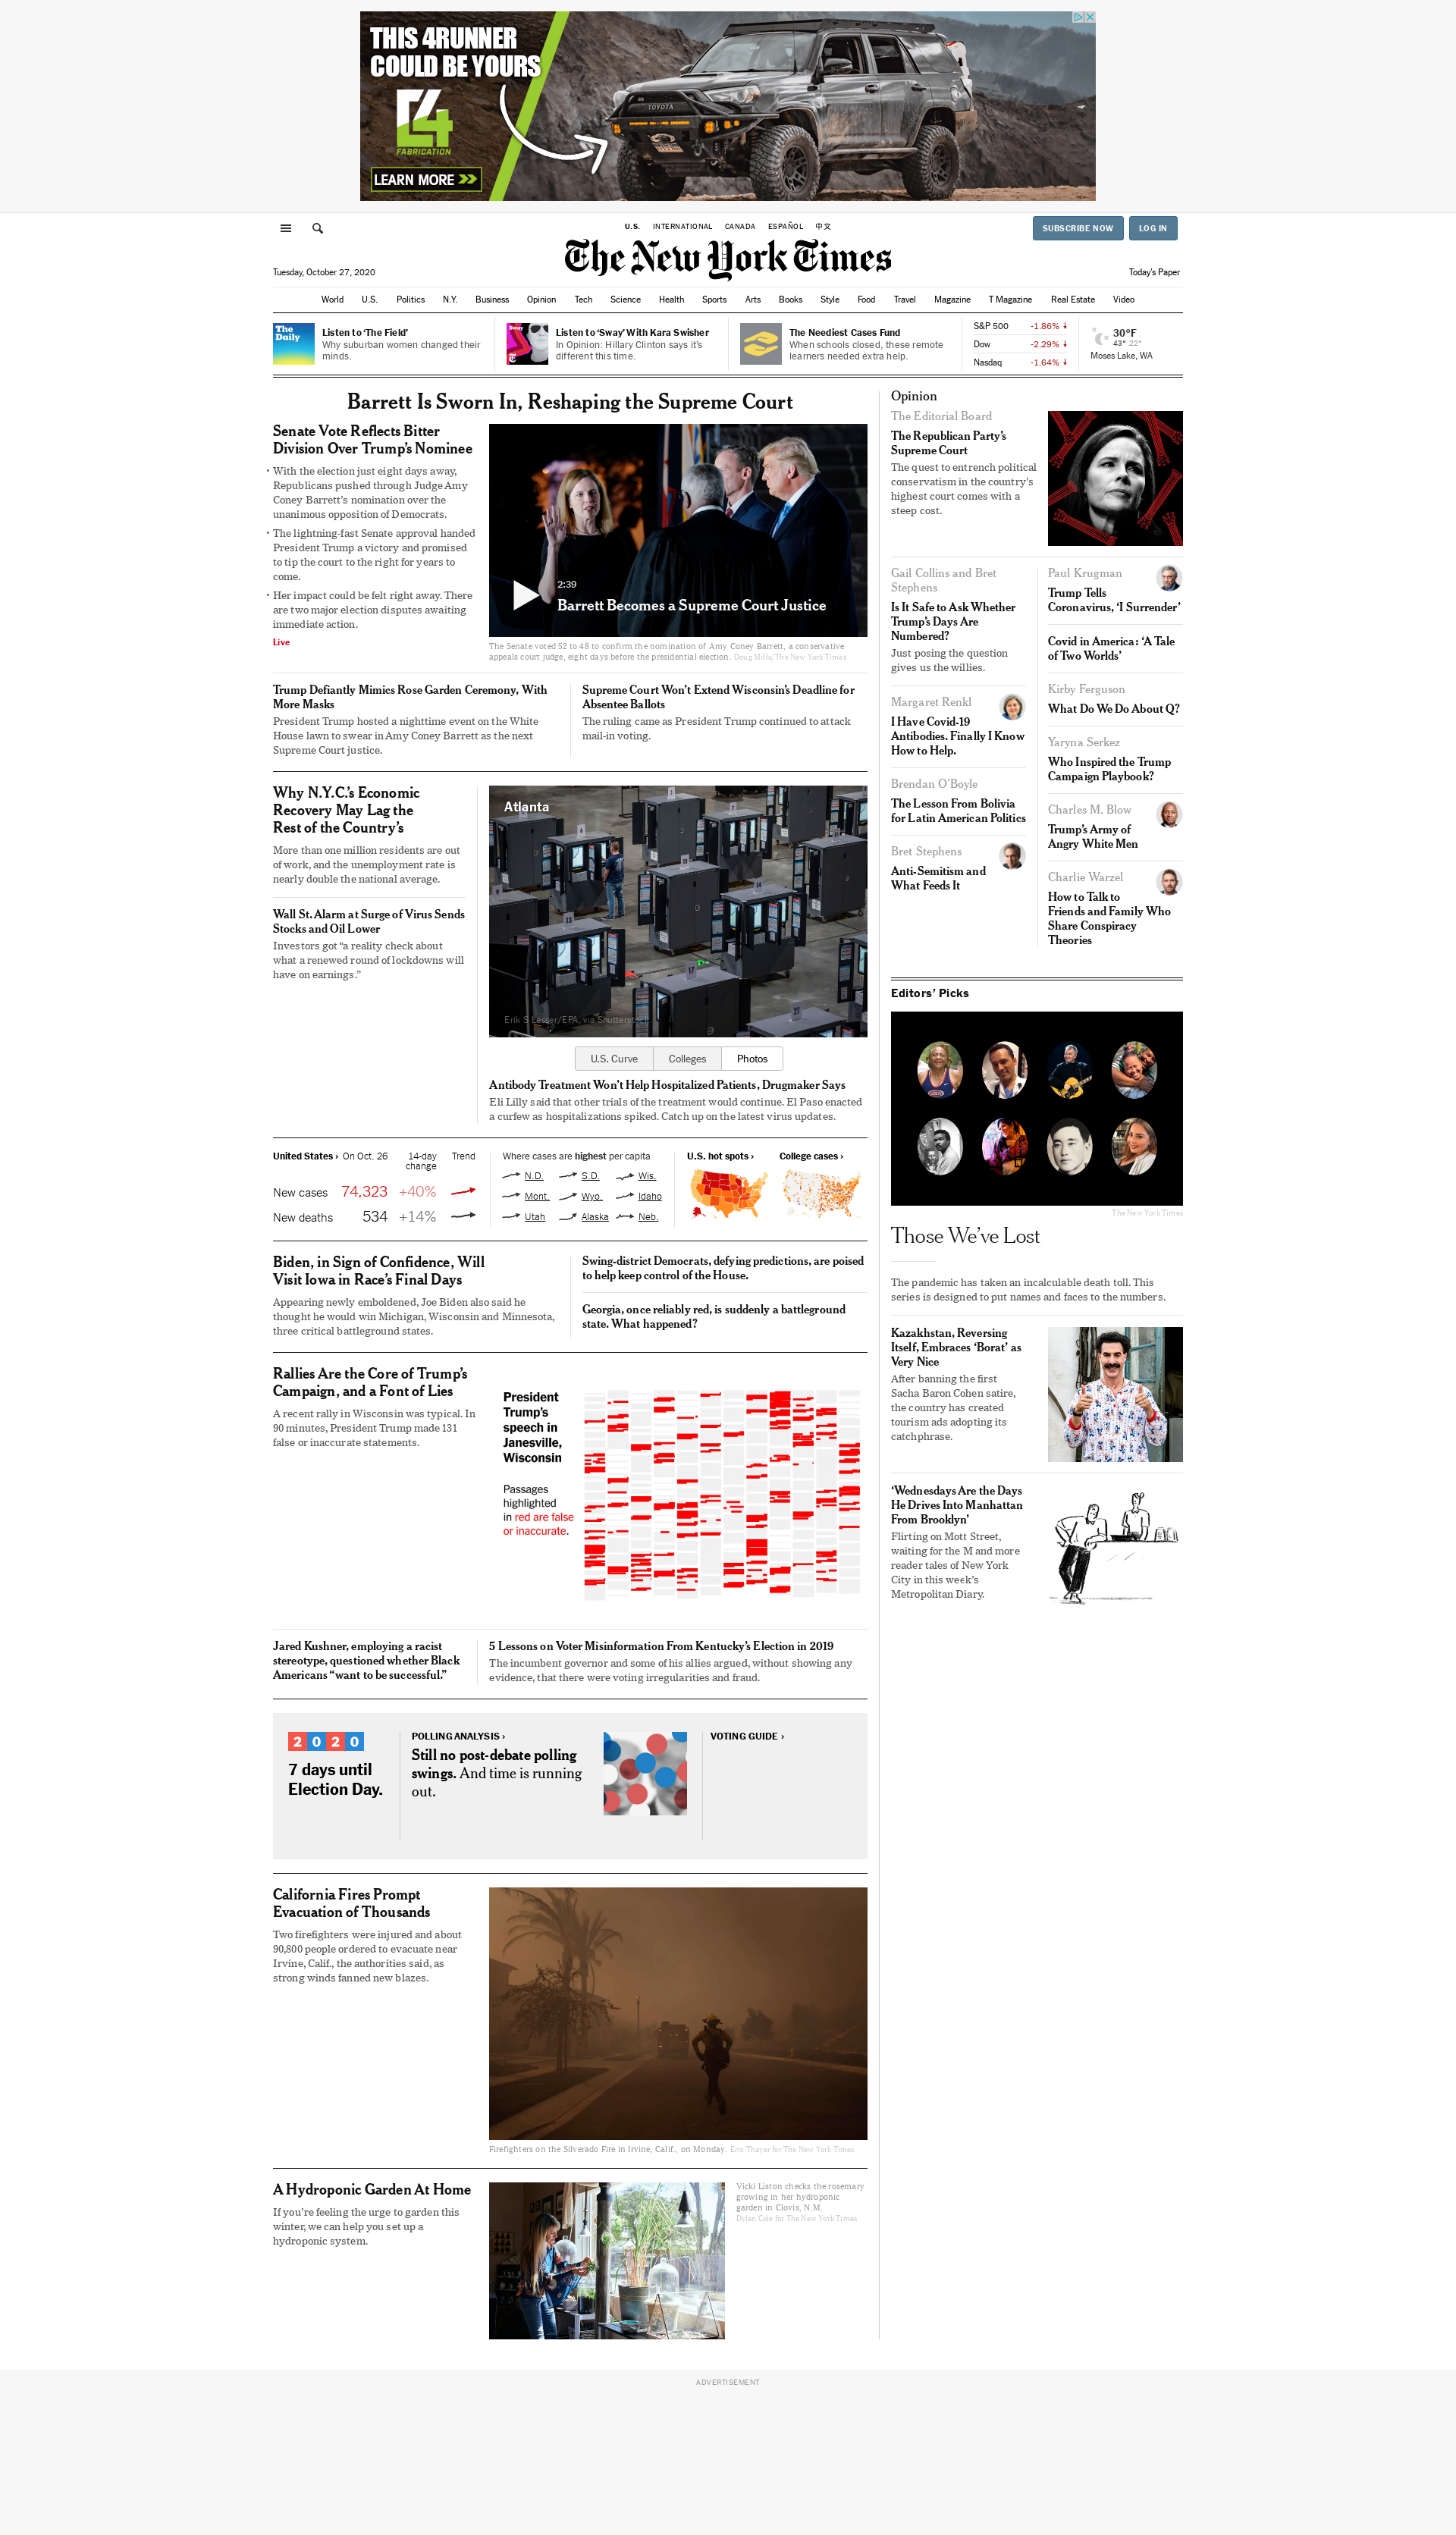 THIS 4RUNNER
COULD BE YOURS
C4
FABRICATION
LEARN MORE >>
TOYOTA
U.S. INTERNATIONAL CANADA ESPAÑOL 中文
SUBSCRIBE NOW
LOG IN
The New York Times
Tuesday, October 27, 2020
Today's Paper
World U.S. Politics N.Y. Business Opinion Tech Science Health Sports Arts Books Style Food Travel Magazine T Magazine Real Estate Video
The
Daily
Listen to ‘The Field’
Why suburban women changed their
minds.
Sway
Listen to ‘Sway’ With Kara Swisher
In Opinion: Hillary Clinton says it’s
different this time.
The Neediest Cases Fund
When schools closed, these remote
learners needed extra help.
S&P 500 -1.86% ↓
Dow -2.29% ↓
Nasdaq -1.64% ↓
30°F
43° 22°
Moses Lake, WA
Barrett Is Sworn In, Reshaping the Supreme Court
Senate Vote Reflects Bitter
Division Over Trump’s Nominee
• With the election just eight days away,
Republicans pushed through Judge Amy
Coney Barrett’s nomination over the
unanimous opposition of Democrats.
• The lightning-fast Senate approval handed
President Trump a victory and promised
to tip the court to the right for years to
come.
• Her impact could be felt right away. There
are two major election disputes awaiting
immediate action.
Live
2:39
Barrett Becomes a Supreme Court Justice
The Senate voted 52 to 48 to confirm the nomination of Amy Coney Barrett, a conservative
appeals court judge, eight days before the presidential election. Doug Mills/The New York Times
Trump Defiantly Mimics Rose Garden Ceremony, With
More Masks
President Trump hosted a nighttime event on the White
House lawn to swear in Amy Coney Barrett as the next
Supreme Court justice.
Supreme Court Won’t Extend Wisconsin’s Deadline for
Absentee Ballots
The ruling came as President Trump continued to attack
mail-in voting.
Why N.Y.C.’s Economic
Recovery May Lag the
Rest of the Country’s
More than one million residents are out
of work, and the unemployment rate is
nearly double the national average.
Wall St. Alarm at Surge of Virus Sends
Stocks and Oil Lower
Investors got “a reality check about
what a renewed round of lockdowns will
have on earnings.”
Atlanta
Erik S Lesser/EPA, via Shutterstock
U.S. Curve Colleges Photos
Antibody Treatment Won’t Help Hospitalized Patients, Drugmaker Says
Eli Lilly said that other trials of the treatment would continue. El Paso enacted
a curfew as hospitalizations spiked. Catch up on the latest virus updates.
United States › On Oct. 26 14-day
change Trend
New cases 74,323 +40%
New deaths 534 +14%
Where cases are highest per capita
N.D. S.D. Wis.
Mont. Wyo. Idaho
Utah Alaska Neb.
U.S. hot spots ›
College cases ›
Biden, in Sign of Confidence, Will
Visit Iowa in Race’s Final Days
Appearing newly emboldened, Joe Biden also said he
thought he would win Michigan, Wisconsin and Minnesota,
three critical battleground states.
Swing-district Democrats, defying predictions, are poised
to help keep control of the House.
Georgia, once reliably red, is suddenly a battleground
state. What happened?
Rallies Are the Core of Trump’s
Campaign, and a Font of Lies
A recent rally in Wisconsin was typical. In
90 minutes, President Trump made 131
false or inaccurate statements.
President
Trump’s
speech in
Janesville,
Wisconsin
Passages
highlighted
in red are false
or inaccurate.
Jared Kushner, employing a racist
stereotype, questioned whether Black
Americans “want to be successful.”
5 Lessons on Voter Misinformation From Kentucky’s Election in 2019
The incumbent governor and some of his allies argued, without showing any
evidence, that there were voting irregularities and fraud.
2020
7 days until
Election Day.
POLLING ANALYSIS ›
Still no post-debate polling
swings. And time is running
out.
VOTING GUIDE ›
California Fires Prompt
Evacuation of Thousands
Two firefighters were injured and about
90,800 people ordered to evacuate near
Irvine, Calif., the authorities said, as
strong winds fanned new blazes.
Firefighters on the Silverado Fire in Irvine, Calif., on Monday. Eric Thayer for The New York Times
A Hydroponic Garden At Home
If you’re feeling the urge to garden this
winter, we can help you set up a
hydroponic system.
Vicki Liston checks the rosemary
growing in her hydroponic
garden in Clovis, N.M.
Dylan Cole for The New York Times
Opinion
The Editorial Board
The Republican Party’s
Supreme Court
The quest to entrench political
conservatism in the country’s
highest court comes with a
steep cost.
Gail Collins and Bret
Stephens
Is It Safe to Ask Whether
Trump’s Days Are
Numbered?
Just posing the question
gives us the willies.
Margaret Renkl
I Have Covid-19
Antibodies. Finally I Know
How to Help.
Brendan O’Boyle
The Lesson From Bolivia
for Latin American Politics
Bret Stephens
Anti-Semitism and
What Feeds It
Paul Krugman
Trump Tells
Coronavirus, ‘I Surrender’
Covid in America: ‘A Tale
of Two Worlds’
Kirby Ferguson
What Do We Do About Q?
Yaryna Serkez
Who Inspired the Trump
Campaign Playbook?
Charles M. Blow
Trump’s Army of
Angry White Men
Charlie Warzel
How to Talk to
Friends and Family Who
Share Conspiracy
Theories
Editors’ Picks
The New York Times
Those We’ve Lost
The pandemic has taken an incalculable death toll. This
series is designed to put names and faces to the numbers.
Kazakhstan, Reversing
Itself, Embraces ‘Borat’ as
Very Nice
After banning the first
Sacha Baron Cohen satire,
the country has created
tourism ads adopting its
catchphrase.
‘Wednesdays Are the Days
He Drives Into Manhattan
From Brooklyn’
Flirting on Mott Street,
waiting for the M and more
reader tales of New York
City in this week’s
Metropolitan Diary.
ADVERTISEMENT